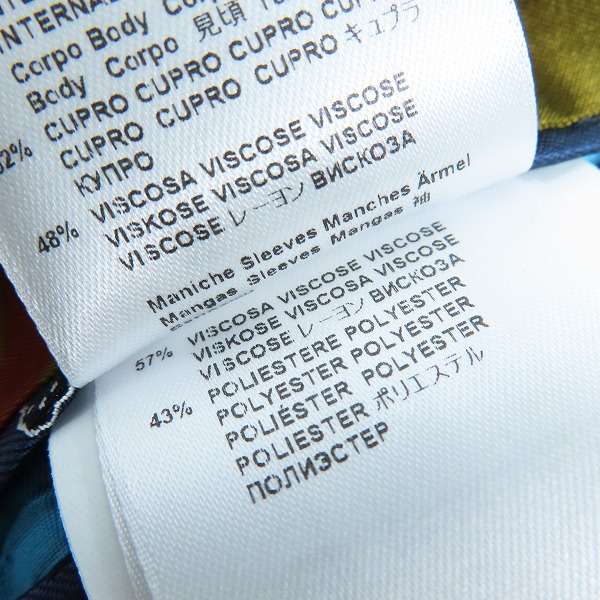 Corpo Body
Body Corpo 見頃
CUPRO CUPRO CUPRO CUPRO
CUPRO CUPRO CUPRO キュプラ
КУПРО
48% VISCOSA VISCOSE VISCOSE
VISKOSE VISCOSA VISCOSE
VISCOSE レーヨン ВИСКОЗА
Maniche Sleeves Manches Ärmel
Mangas Sleeves Mangas 袖
57% VISCOSA VISCOSE VISCOSE
VISKOSE VISCOSA VISCOSE
VISCOSE レーヨン ВИСКОЗА
43% POLIESTERE POLYESTER
POLYESTER POLYESTER
POLIÉSTER POLYESTER
POLIESTER ポリエステル
ПОЛИЭСТЕР